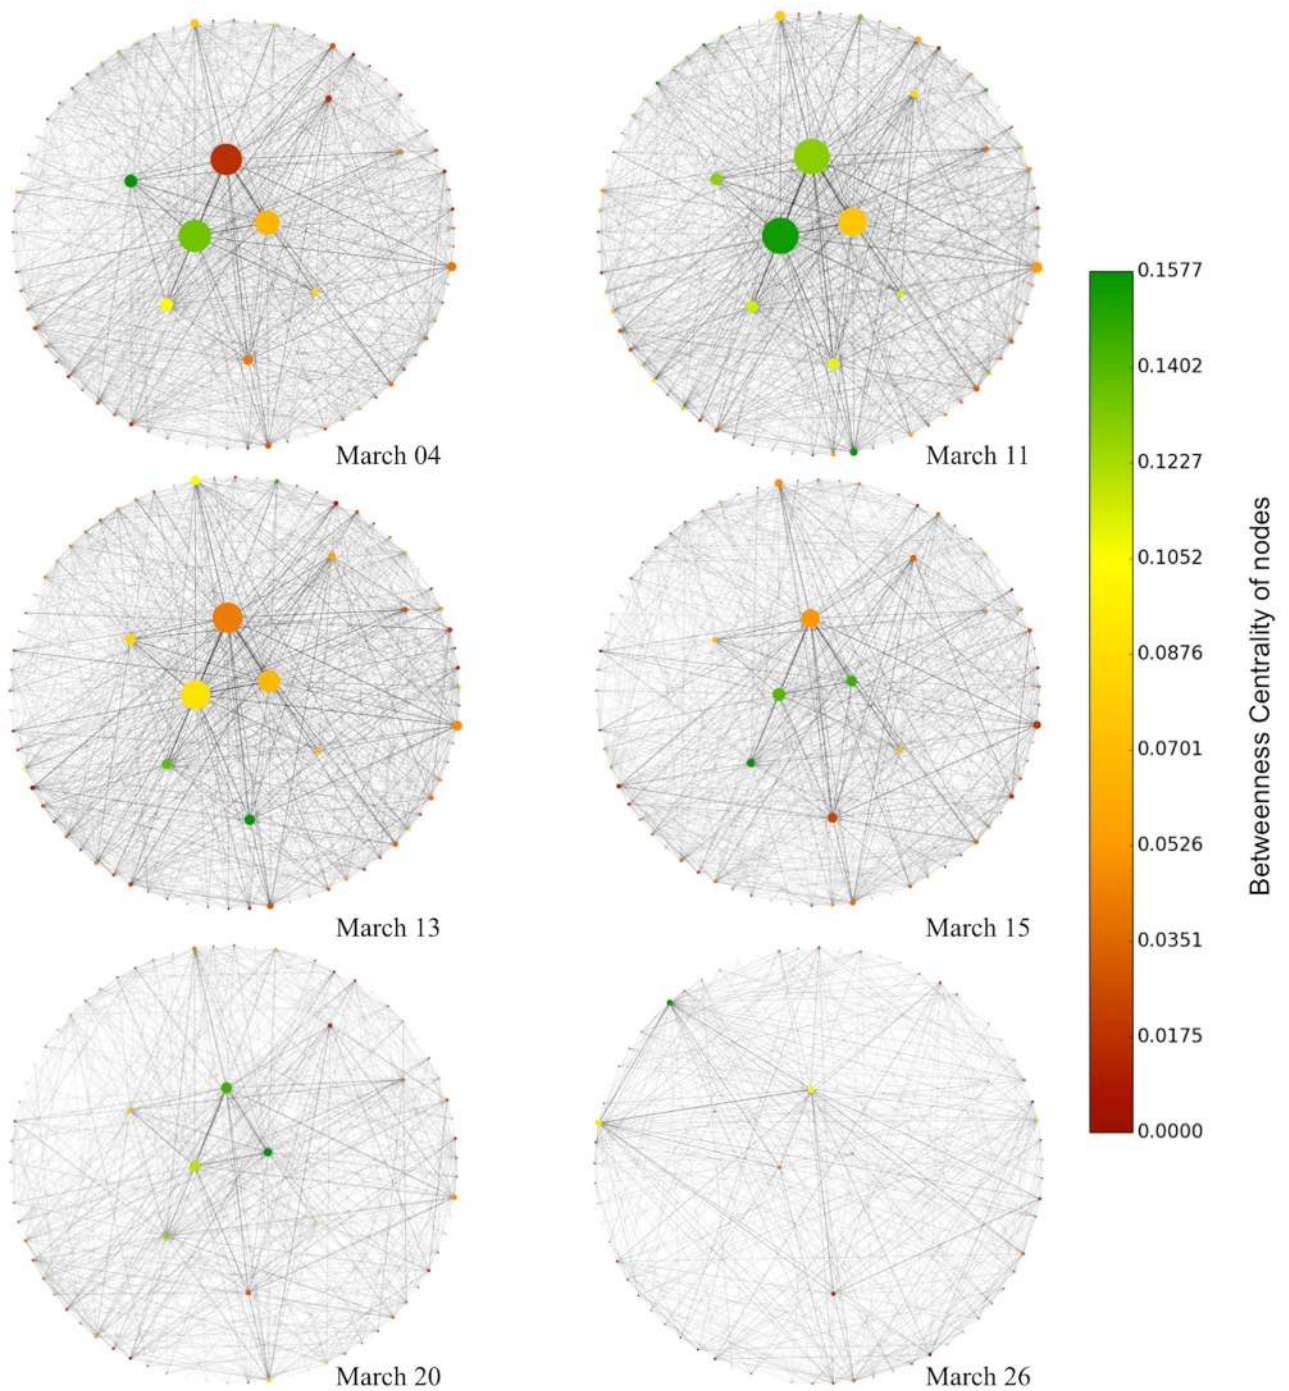 March 04
March 11
March 13
March 15
March 20
March 26
0.1577
0.1402
0.1227
0.1052
0.0876
0.0701
0.0526
0.0351
0.0175
0.0000
Betweenness Centrality of nodes